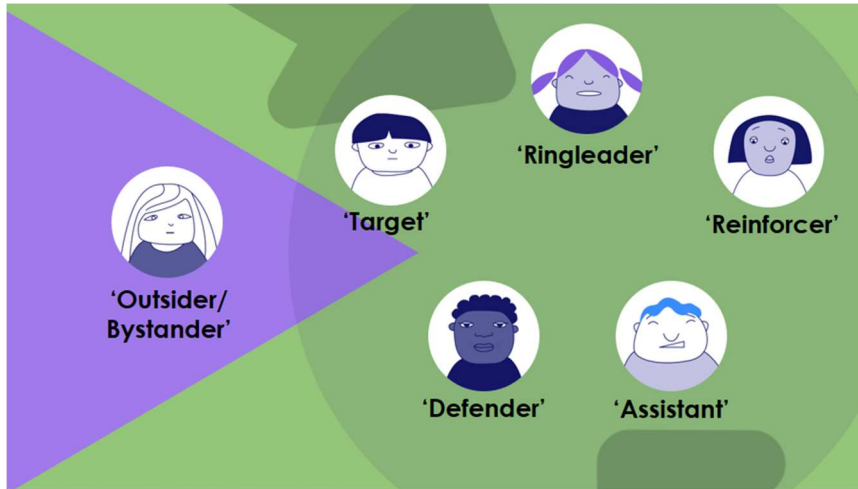 ‘Ringleader’
‘Target’
‘Reinforcer’
‘Outsider/
Bystander’
‘Defender’
‘Assistant’